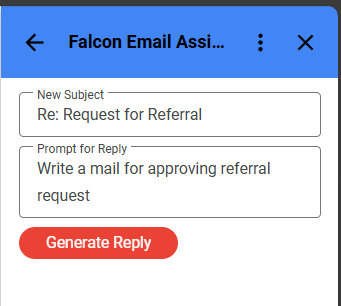 Falcon Email Assi...
New Subject
Re: Request for Referral
Prompt for Reply
Write a mail for approving referral
request
Generate Reply